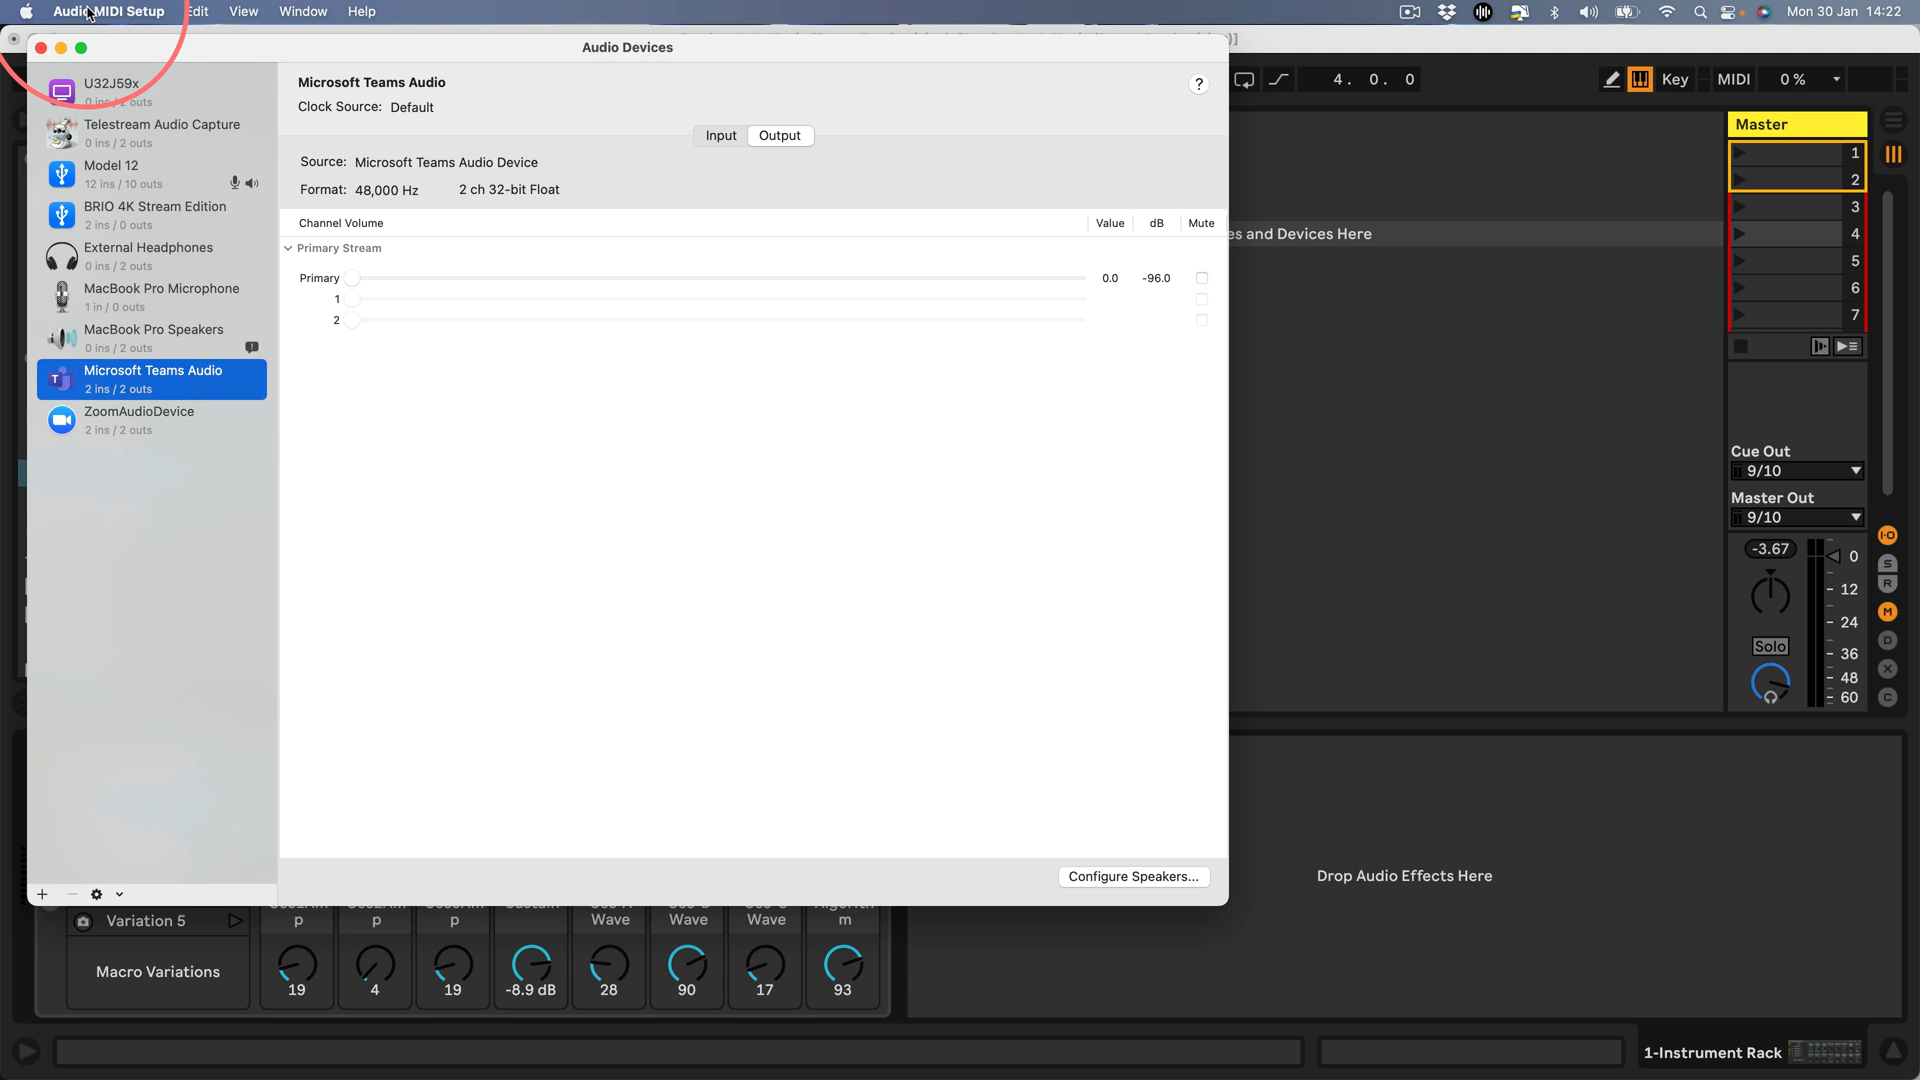 Audio MIDI Setup Edit View Window Help
Mon 30 Jan 14:22
Audio Devices
U32J59x
0 ins / 2 outs
Telestream Audio Capture
0 ins / 2 outs
Model 12
12 ins / 10 outs
BRIO 4K Stream Edition
2 ins / 0 outs
External Headphones
0 ins / 2 outs
MacBook Pro Microphone
1 in / 0 outs
MacBook Pro Speakers
0 ins / 2 outs
Microsoft Teams Audio
2 ins / 2 outs
ZoomAudioDevice
2 ins / 2 outs
Microsoft Teams Audio
Clock Source: Default
?
Input Output
Source: Microsoft Teams Audio Device
Format: 48,000 Hz 2 ch 32-bit Float
Channel Volume Value dB Mute
Primary Stream
Primary 0.0 -96.0
1
2
Configure Speakers...
4. 0. 0
Key MIDI 0 %
Master
1
2
3
4
5
6
7
es and Devices Here
Cue Out
9/10
Master Out
9/10
-3.67
0
12
24
36
48
60
Solo
I·O
S
R
M
D
X
C
Variation 5
Macro Variations
p p p Wave Wave Wave m
19 4 19 -8.9 dB 28 90 17 93
Drop Audio Effects Here
1-Instrument Rack